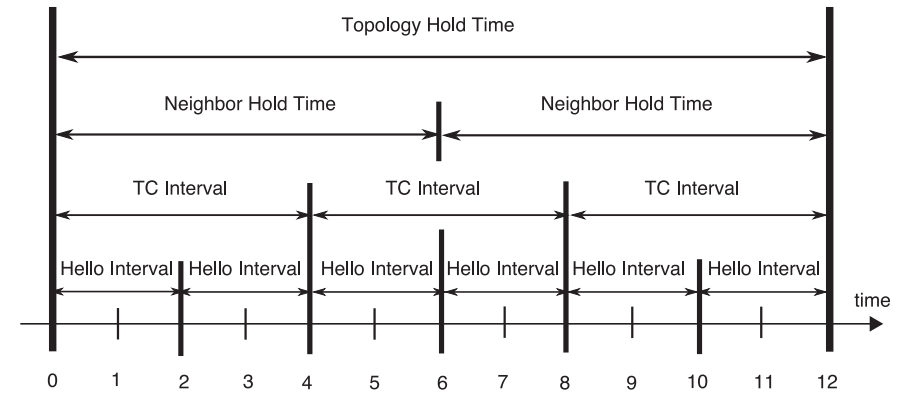 Topology Hold Time
Neighbor Hold Time Neighbor Hold Time
TC Interval TC Interval TC Interval
Hello Interval Hello Interval Hello Interval Hello Interval Hello Interval Hello Interval
time
0 1 2 3 4 5 6 7 8 9 10 11 12